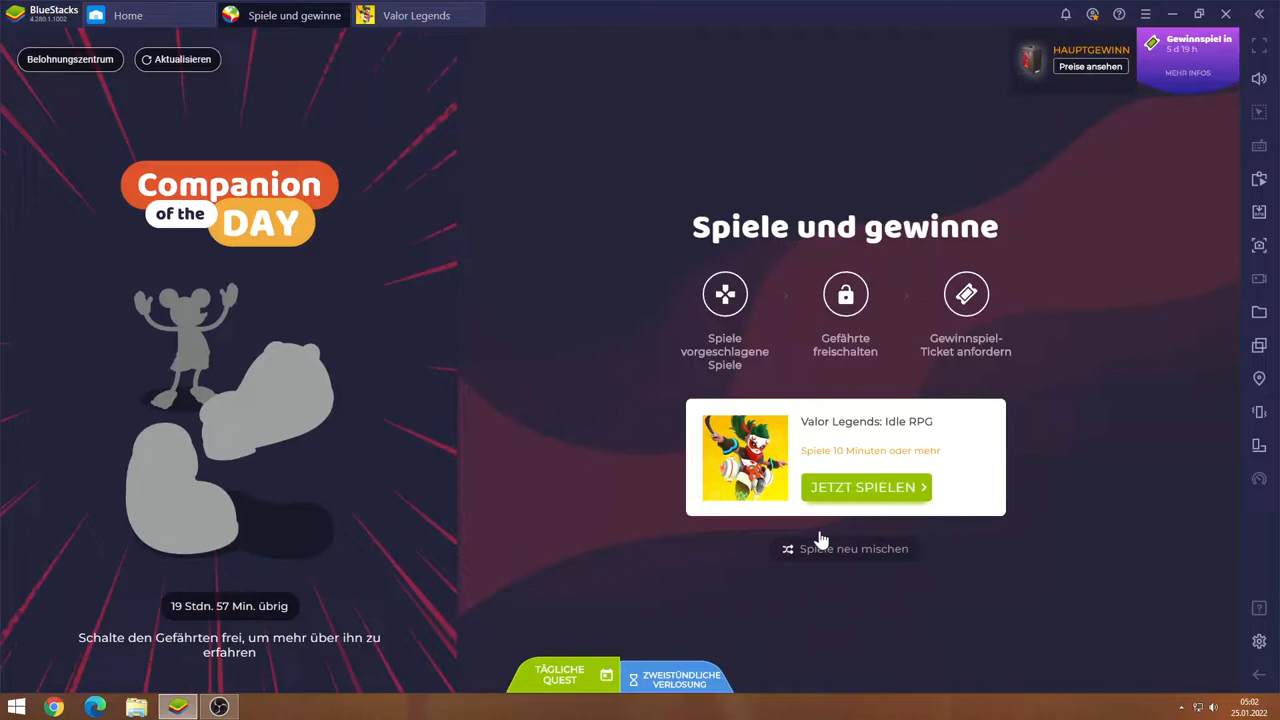 BlueStacks
4.280.1.1002
Home
Spiele und gewinne
Valor Legends
Belohnungszentrum
Aktualisieren
HAUPTGEWINN
Preise ansehen
Gewinnspiel in
5 d 19 h
MEHR INFOS
Companion
of the
DAY
19 Stdn. 57 Min. übrig
Schalte den Gefährten frei, um mehr über ihn zu
erfahren
Spiele und gewinne
Spiele
vorgeschlagene
Spiele
Gefährte
freischalten
Gewinnspiel-
Ticket anfordern
Valor Legends: Idle RPG
Spiele 10 Minuten oder mehr
JETZT SPIELEN
Spiele neu mischen
TÄGLICHE
QUEST
ZWEISTÜNDLICHE
VERLOSUNG
05:02
25.01.2022